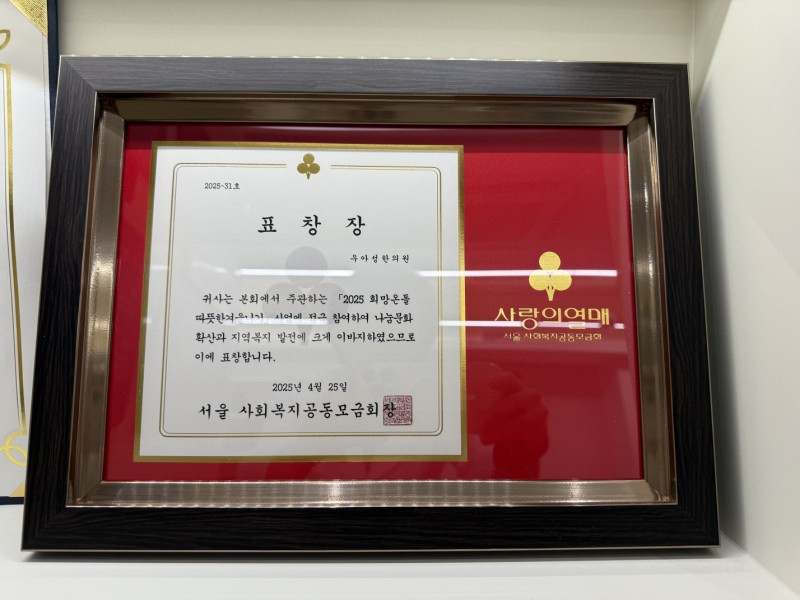 2025-31호
표 창 장
우아성한의원
귀사는 본회에서 주관하는 「2025 희망온돌
따뜻한겨울나기」사업에 적극 참여하여 나눔문화
확산과 지역복지 발전에 크게 이바지하였으므로
이에 표창합니다.
2025년 4월 25일
서울 사회복지공동모금회장
사랑의열매
서울 사회복지공동모금회